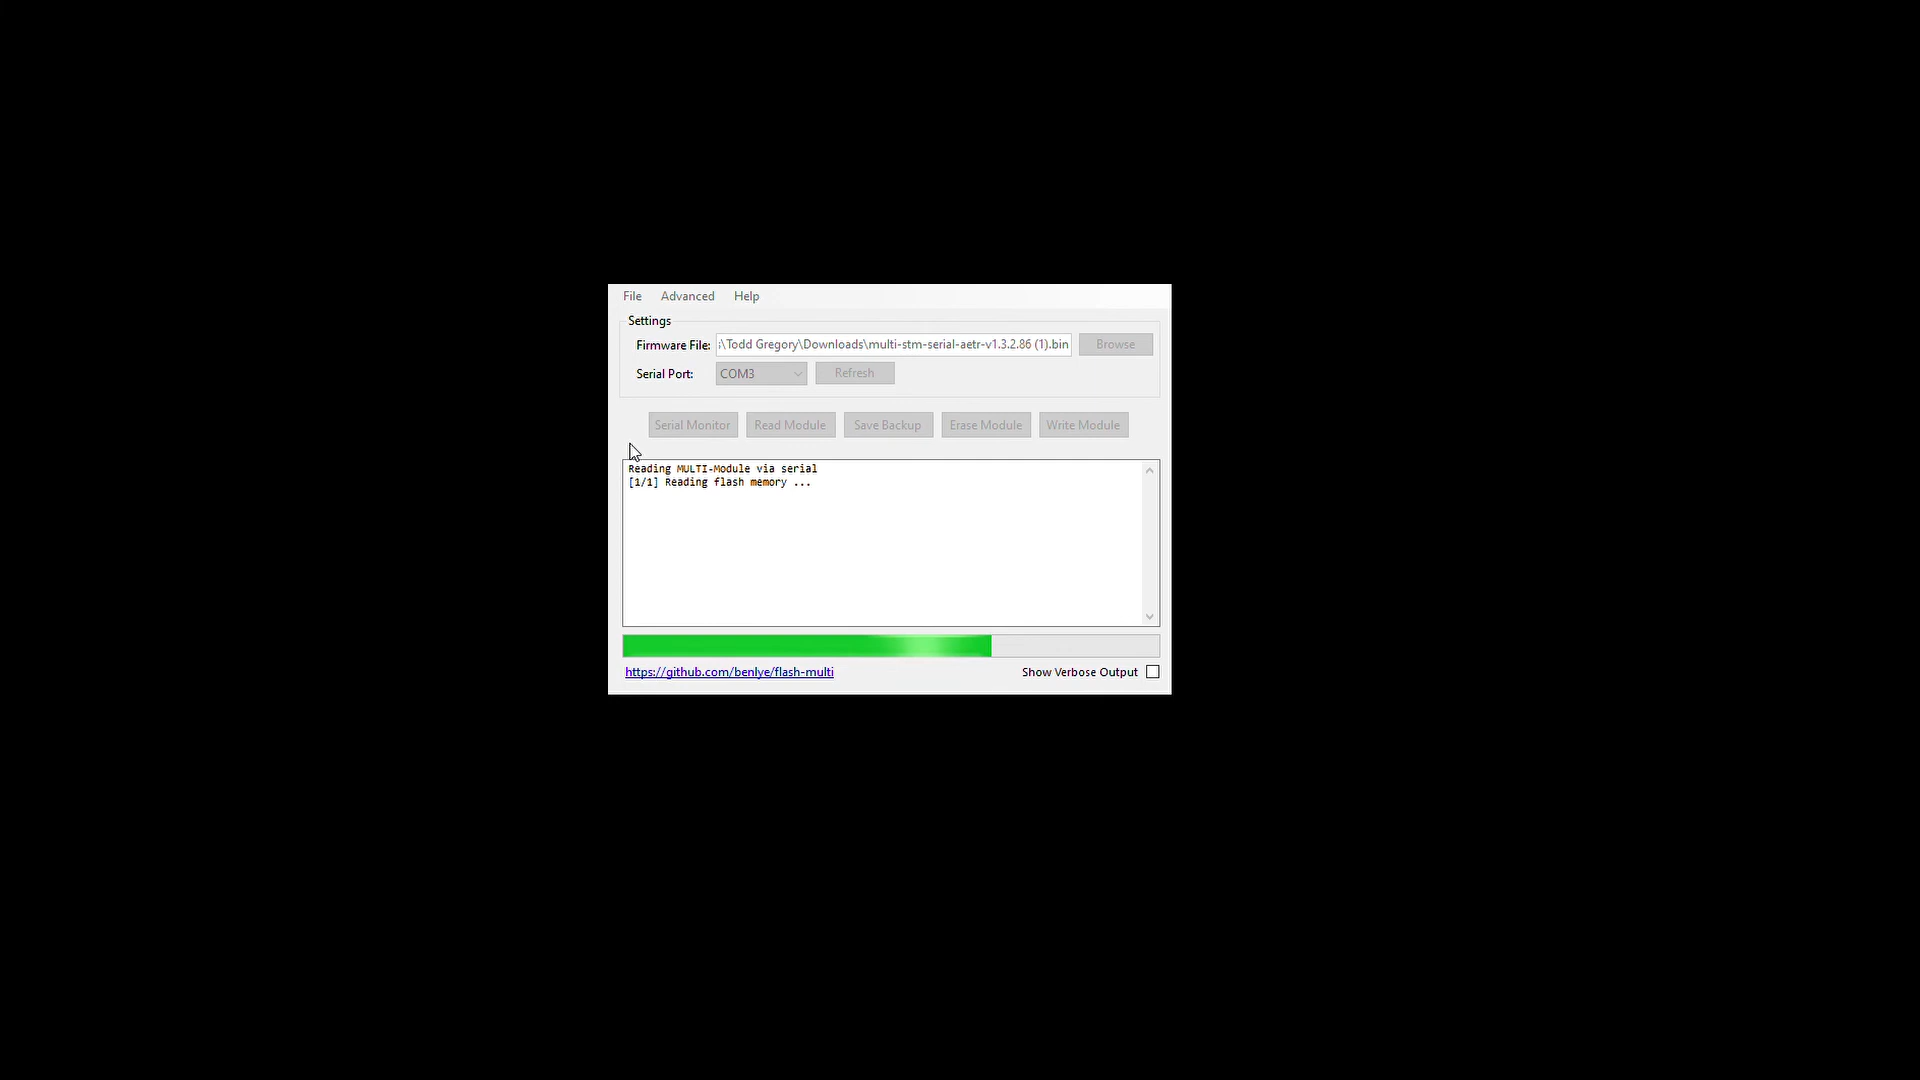 File Advanced Help
Settings
Firmware File: :\Todd Gregory\Downloads\multi-stm-serial-aetr-v1.3.2.86 (1).bin Browse
Serial Port: COM3 Refresh
Serial Monitor Read Module Save Backup Erase Module Write Module
Reading MULTI-Module via serial
[1/1] Reading flash memory ...
https://github.com/benlye/flash-multi Show Verbose Output